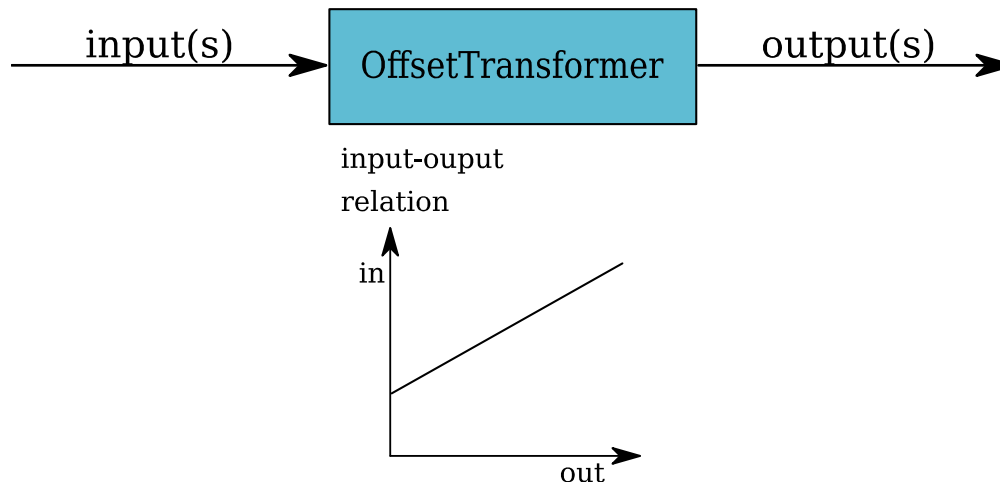 input(s)
OffsetTransformer
output(s)
input-ouput
relation
in
out